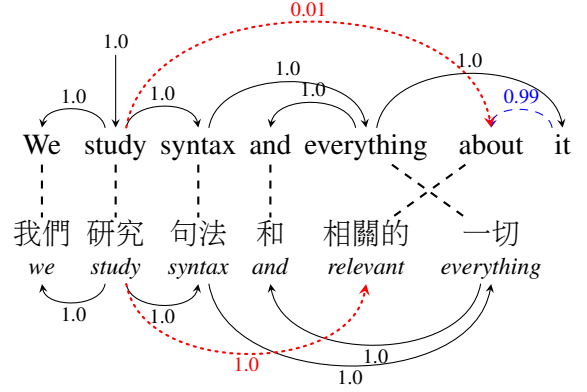 0.01
1.0
1.0 1.0 1.0 1.0 0.99
We study syntax and everything about it
我們 研究 句法 和 相關的 一切
we study syntax and relevant everything
1.0 1.0 1.0 1.0
1.0